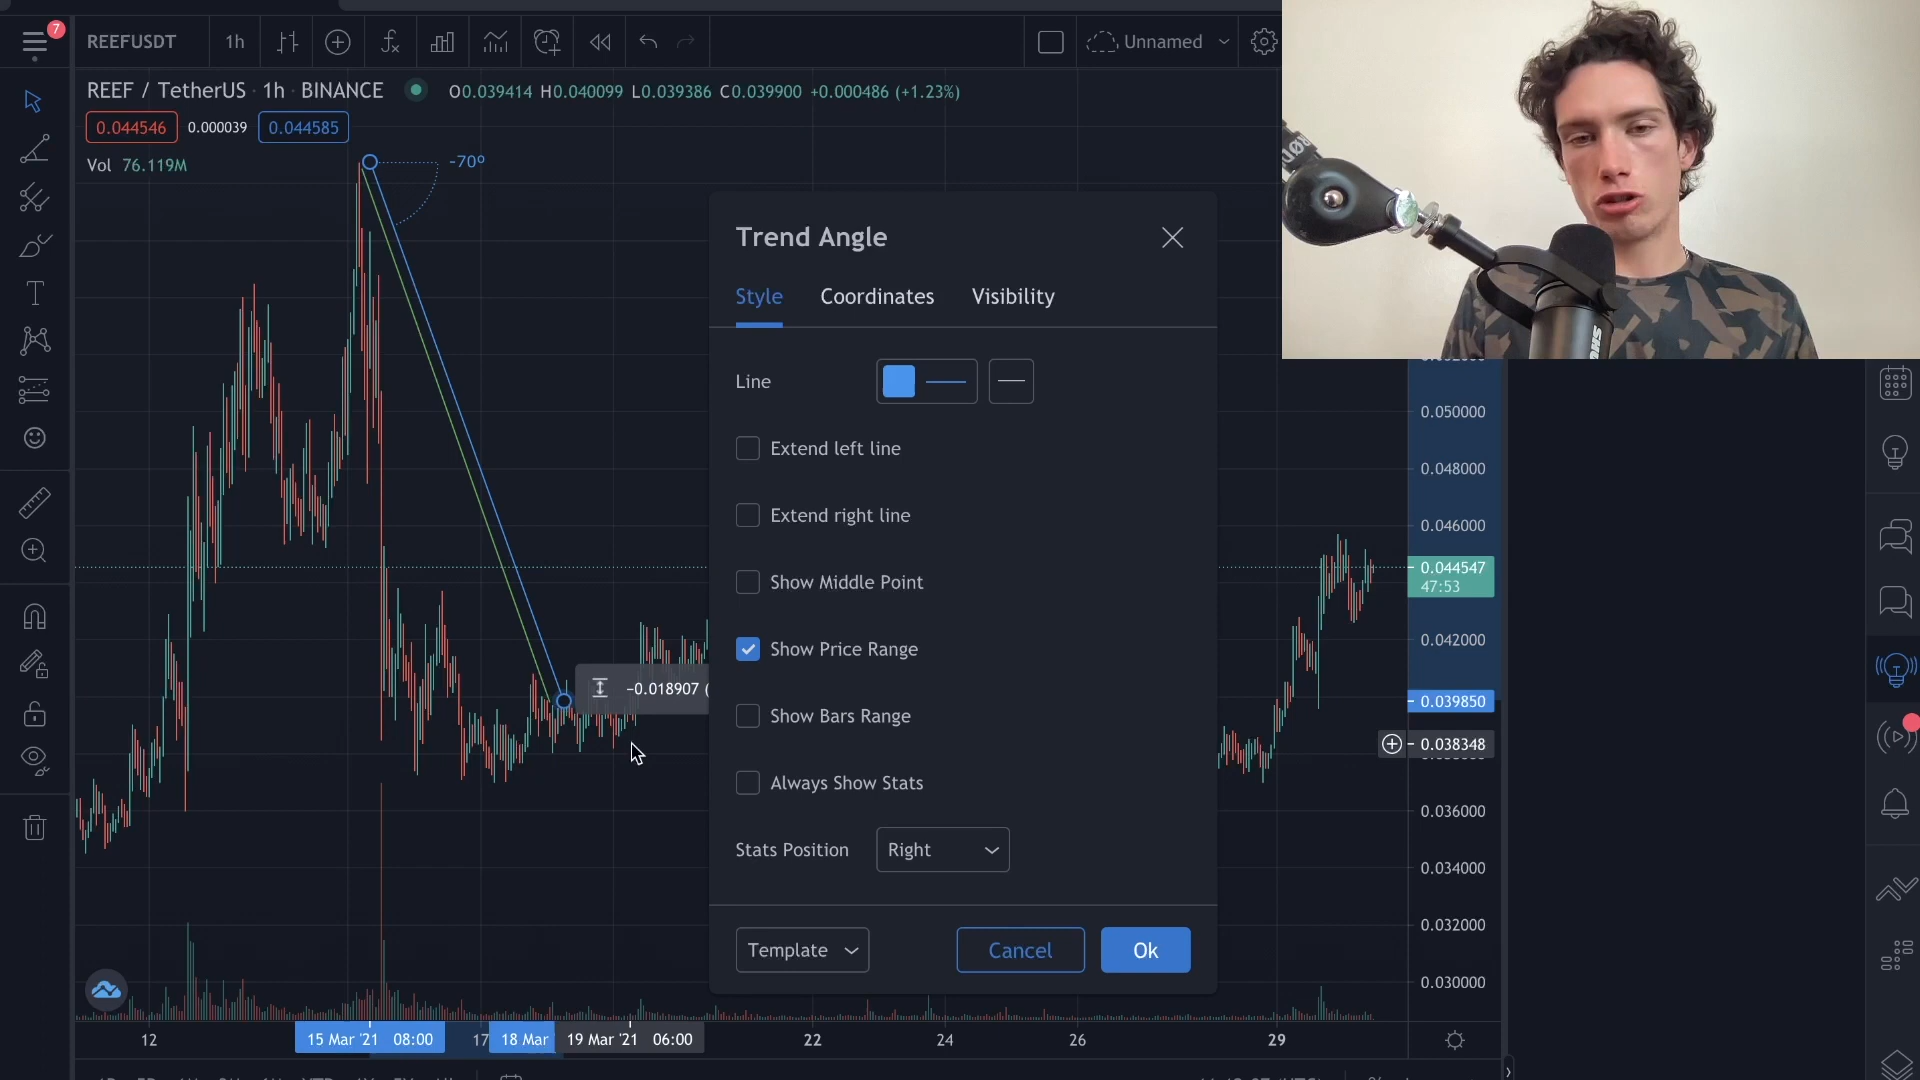 7
REEFUSDT
1h
Unnamed
REEF / TetherUS · 1h · BINANCE
O0.039414 H0.040099 L0.039386 C0.039900 +0.000486 (+1.23%)
0.044546
0.000039
0.044585
Vol 76.119M
-70º
Trend Angle
Style
Coordinates
Visibility
Line
Extend left line
Extend right line
Show Middle Point
Show Price Range
Show Bars Range
Always Show Stats
Stats Position
Right
Template
Cancel
Ok
−0.018907 (
0.050000
0.048000
0.046000
0.044547
47:53
0.042000
0.039850
0.038348
0.036000
0.034000
0.032000
0.030000
12
15 Mar '21 08:00
17
18 Mar
19 Mar '21 06:00
22
24
26
29